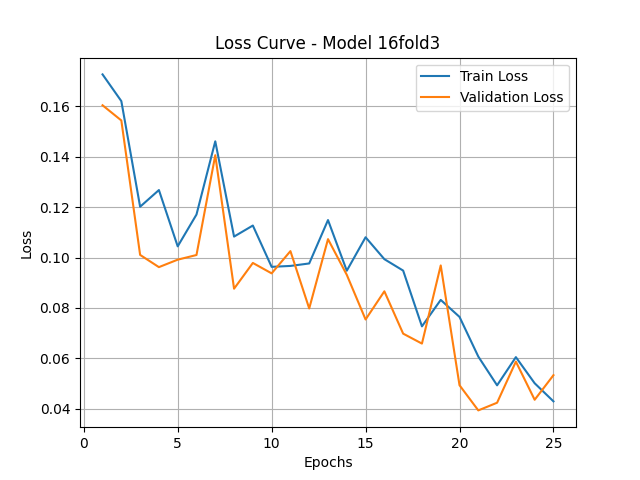 Loss Curve - Model 16fold3
Train Loss
Validation Loss
0.16
0.14
0.12
0.10
0.08
0.06
0.04
Loss
0
5
10
15
20
25
Epochs